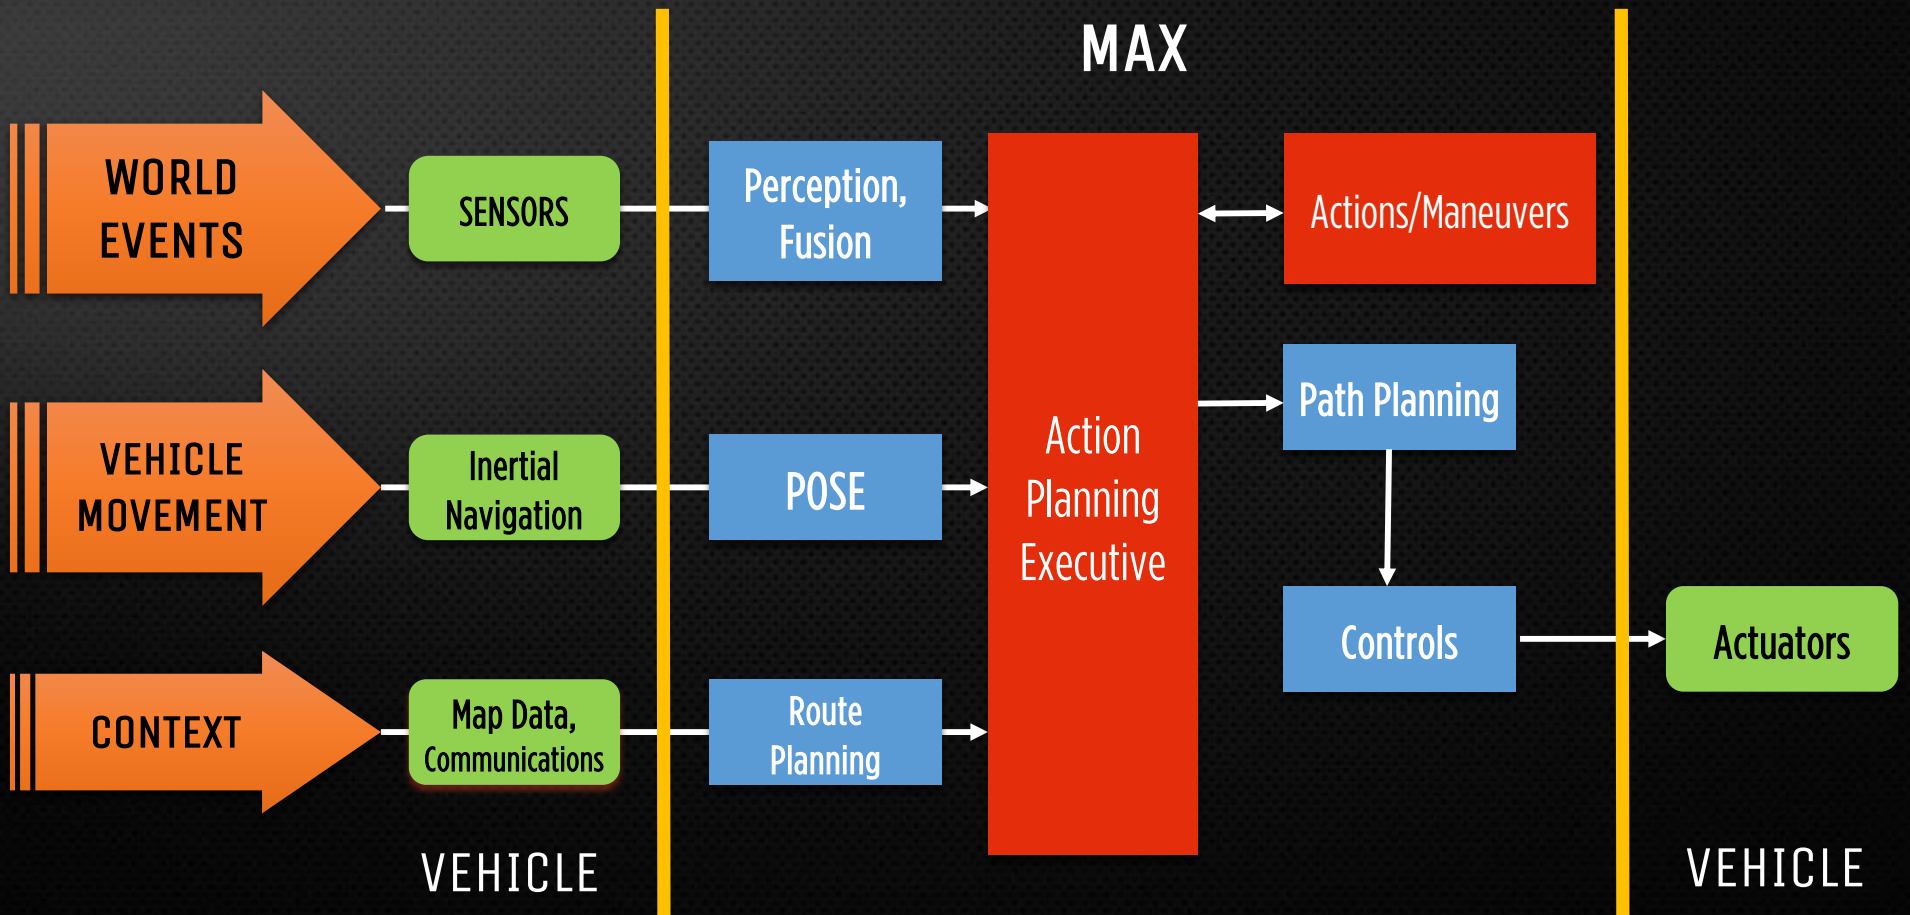 MAX
WORLD
EVENTS
SENSORS
Perception,
Fusion
Actions/Maneuvers
VEHICLE
MOVEMENT
Inertial
Navigation
POSE
Action
Planning
Executive
Path Planning
Controls
Actuators
CONTEXT
Map Data,
Communications
Route
Planning
VEHICLE
VEHICLE